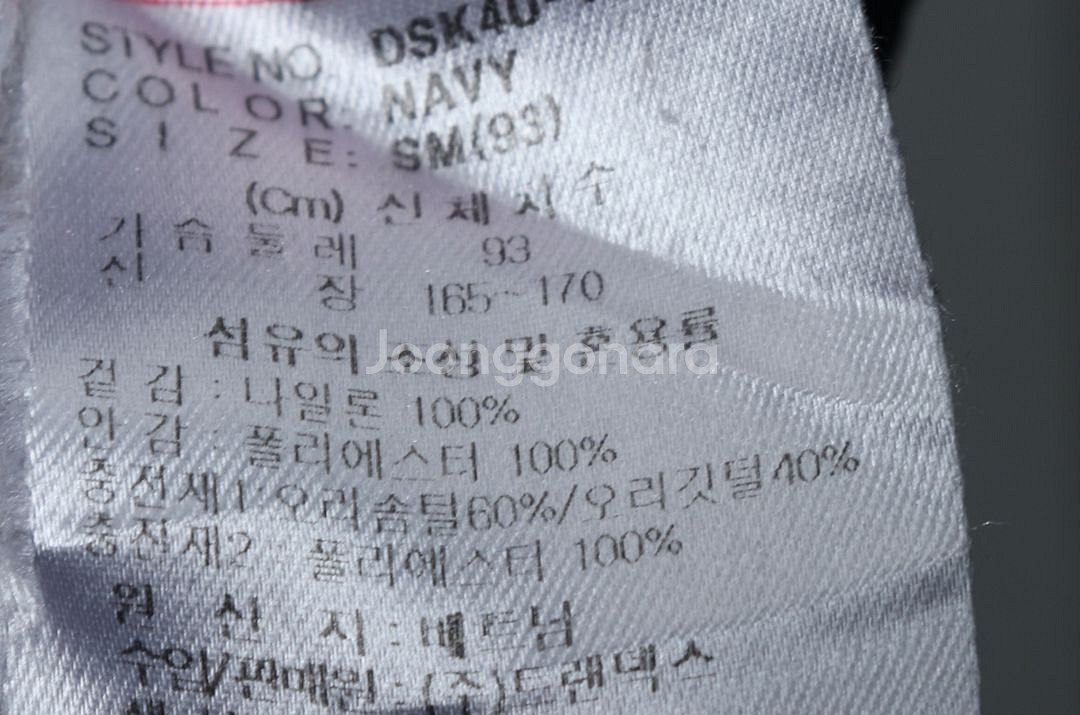 STYLE NO. DSK40-
COLOR: NAVY
S I Z E: SM(93)
(Cm) 신체치수
가슴둘레 93
신 장 165~170
섬유의 조성 및 혼용률
Joonggonara
겉 감 : 나일론 100%
안 감 : 폴리에스터 100%
충전재1 : 오리솜털60%/오리깃털40%
충전재2 : 폴리에스터 100%
원 산 지 : 베트남
수입/판매원 : (주)드랜덱스